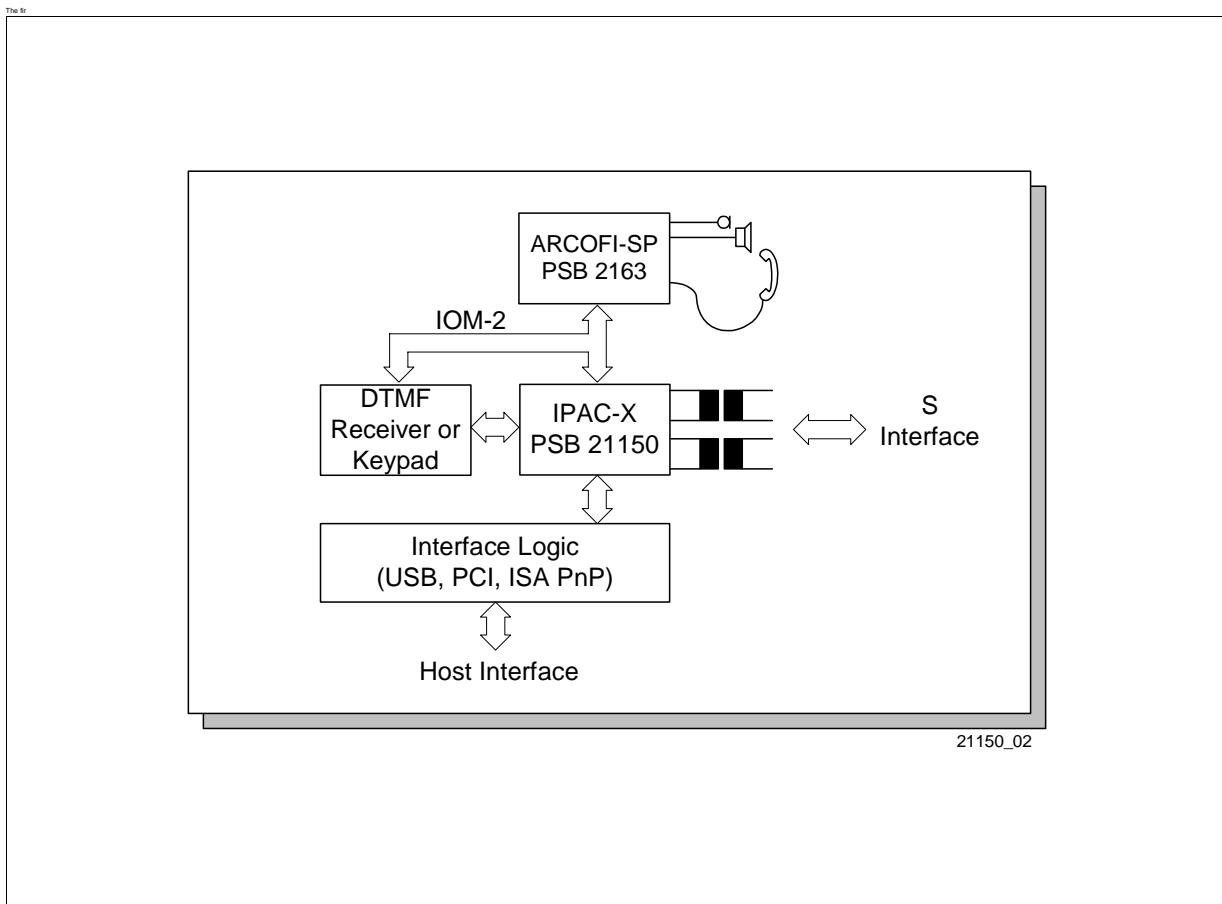 The fir
ARCOFI-SP
PSB 2163
IOM-2
DTMF
Receiver or
Keypad
IPAC-X
PSB 21150
S
Interface
Interface Logic
(USB, PCI, ISA PnP)
Host Interface
21150_02